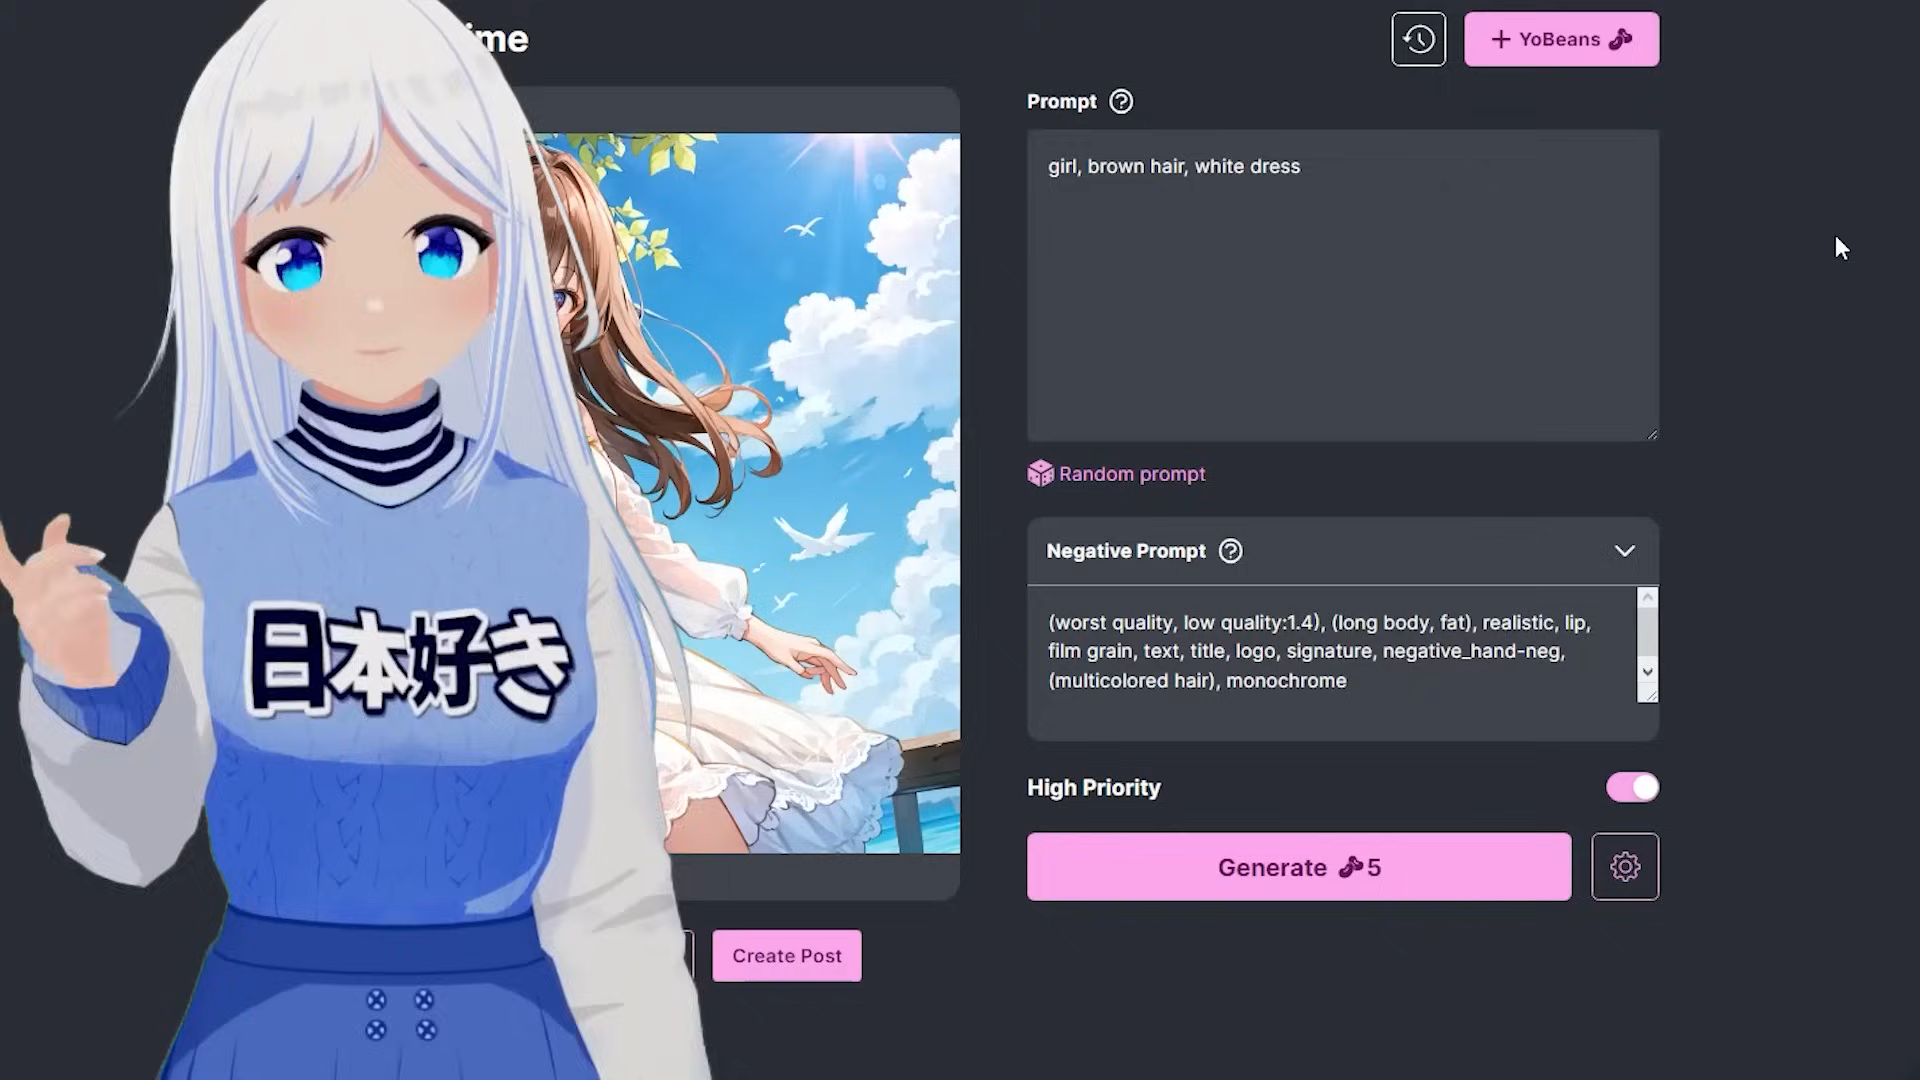 YoBeans
Prompt
girl, brown hair, white dress
Random prompt
Negative Prompt
(worst quality, low quality:1.4), (long body, fat), realistic, lip,
film grain, text, title, logo, signature, negative_hand-neg,
(multicolored hair), monochrome
High Priority
Generate 5
Create Post
日本好き